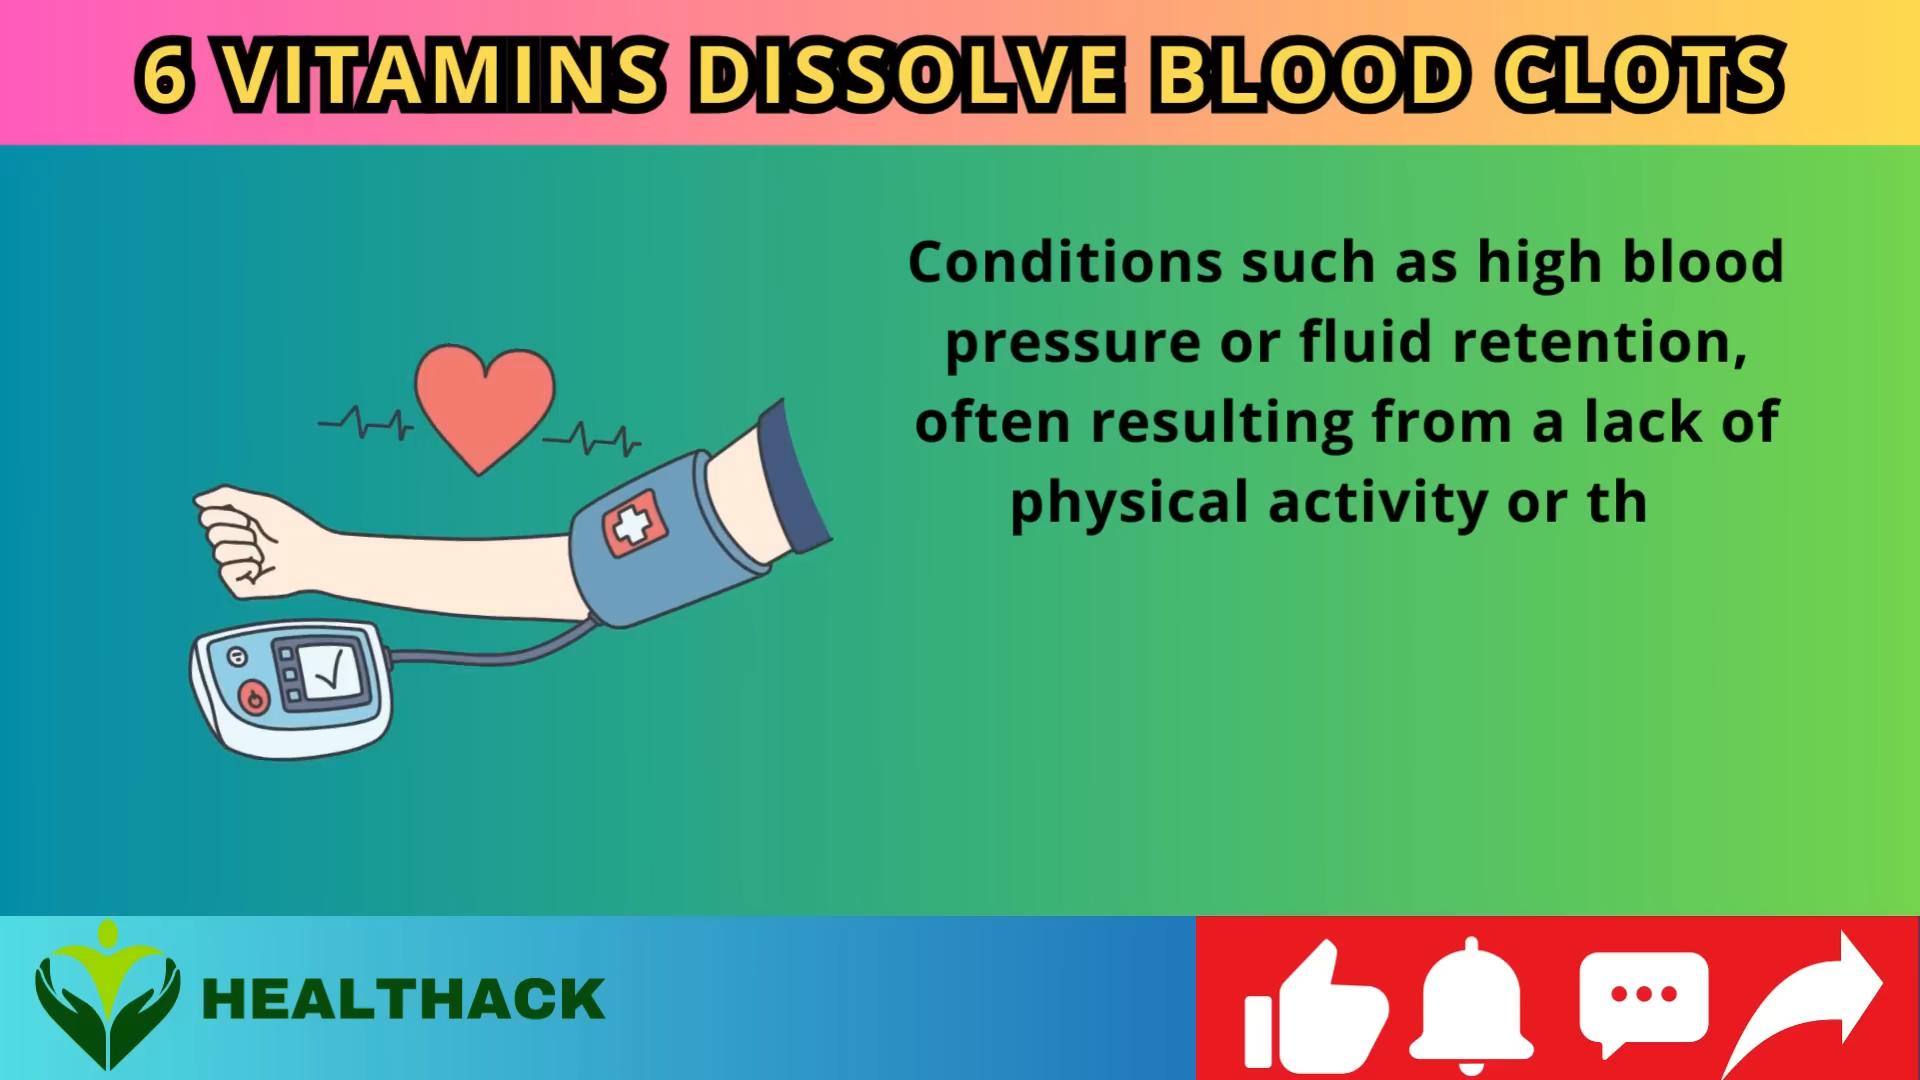 6 VITAMINS DISSOLVE BLOOD CLOTS
Conditions such as high blood
pressure or fluid retention,
often resulting from a lack of
physical activity or th
HEALTHACK